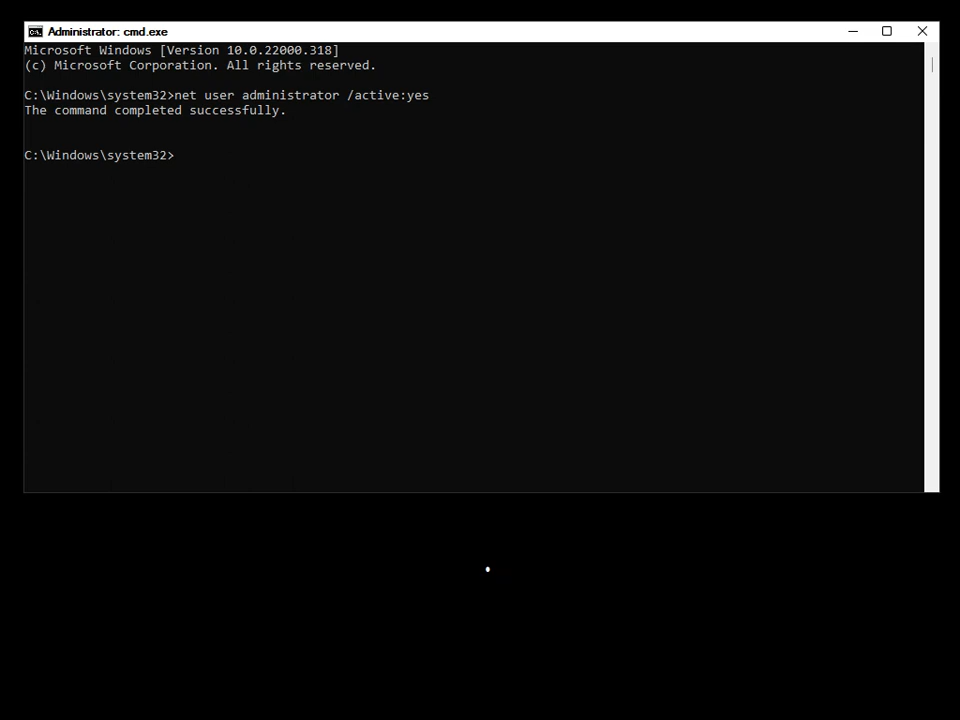 Administrator: cmd.exe
Microsoft Windows [Version 10.0.22000.318]
(c) Microsoft Corporation. All rights reserved.
C:\Windows\system32>net user administrator /active:yes
The command completed successfully.
C:\Windows\system32>